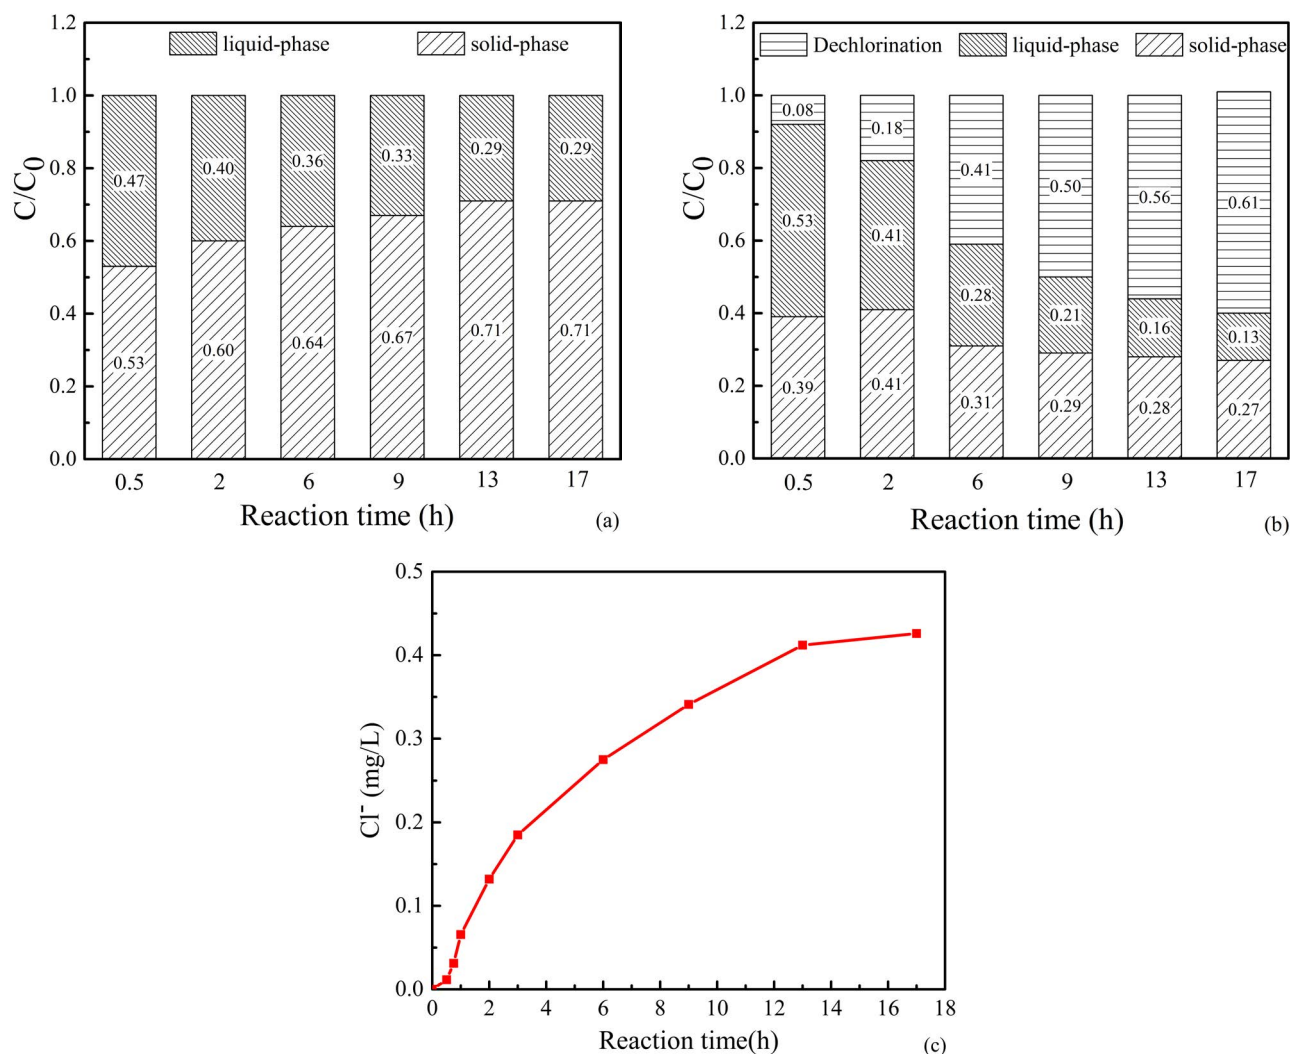 1.2
1.0
0.8
0.6
0.4
0.2
0.0
C/C0
liquid-phase solid-phase
0.47 0.40 0.36 0.33 0.29 0.29
0.53 0.60 0.64 0.67 0.71 0.71
0.5 2 6 9 13 17
Reaction time (h)
(a)
1.2
1.0
0.8
0.6
0.4
0.2
0.0
C/C0
Dechlorination liquid-phase solid-phase
0.08 0.18 0.41 0.50 0.56 0.61
0.53 0.41 0.28 0.21 0.16 0.13
0.39 0.41 0.31 0.29 0.28 0.27
0.5 2 6 9 13 17
Reaction time (h)
(b)
0.5
0.4
0.3
0.2
0.1
0.0
Cl- (mg/L)
0 2 4 6 8 10 12 14 16 18
Reaction time(h)
(c)